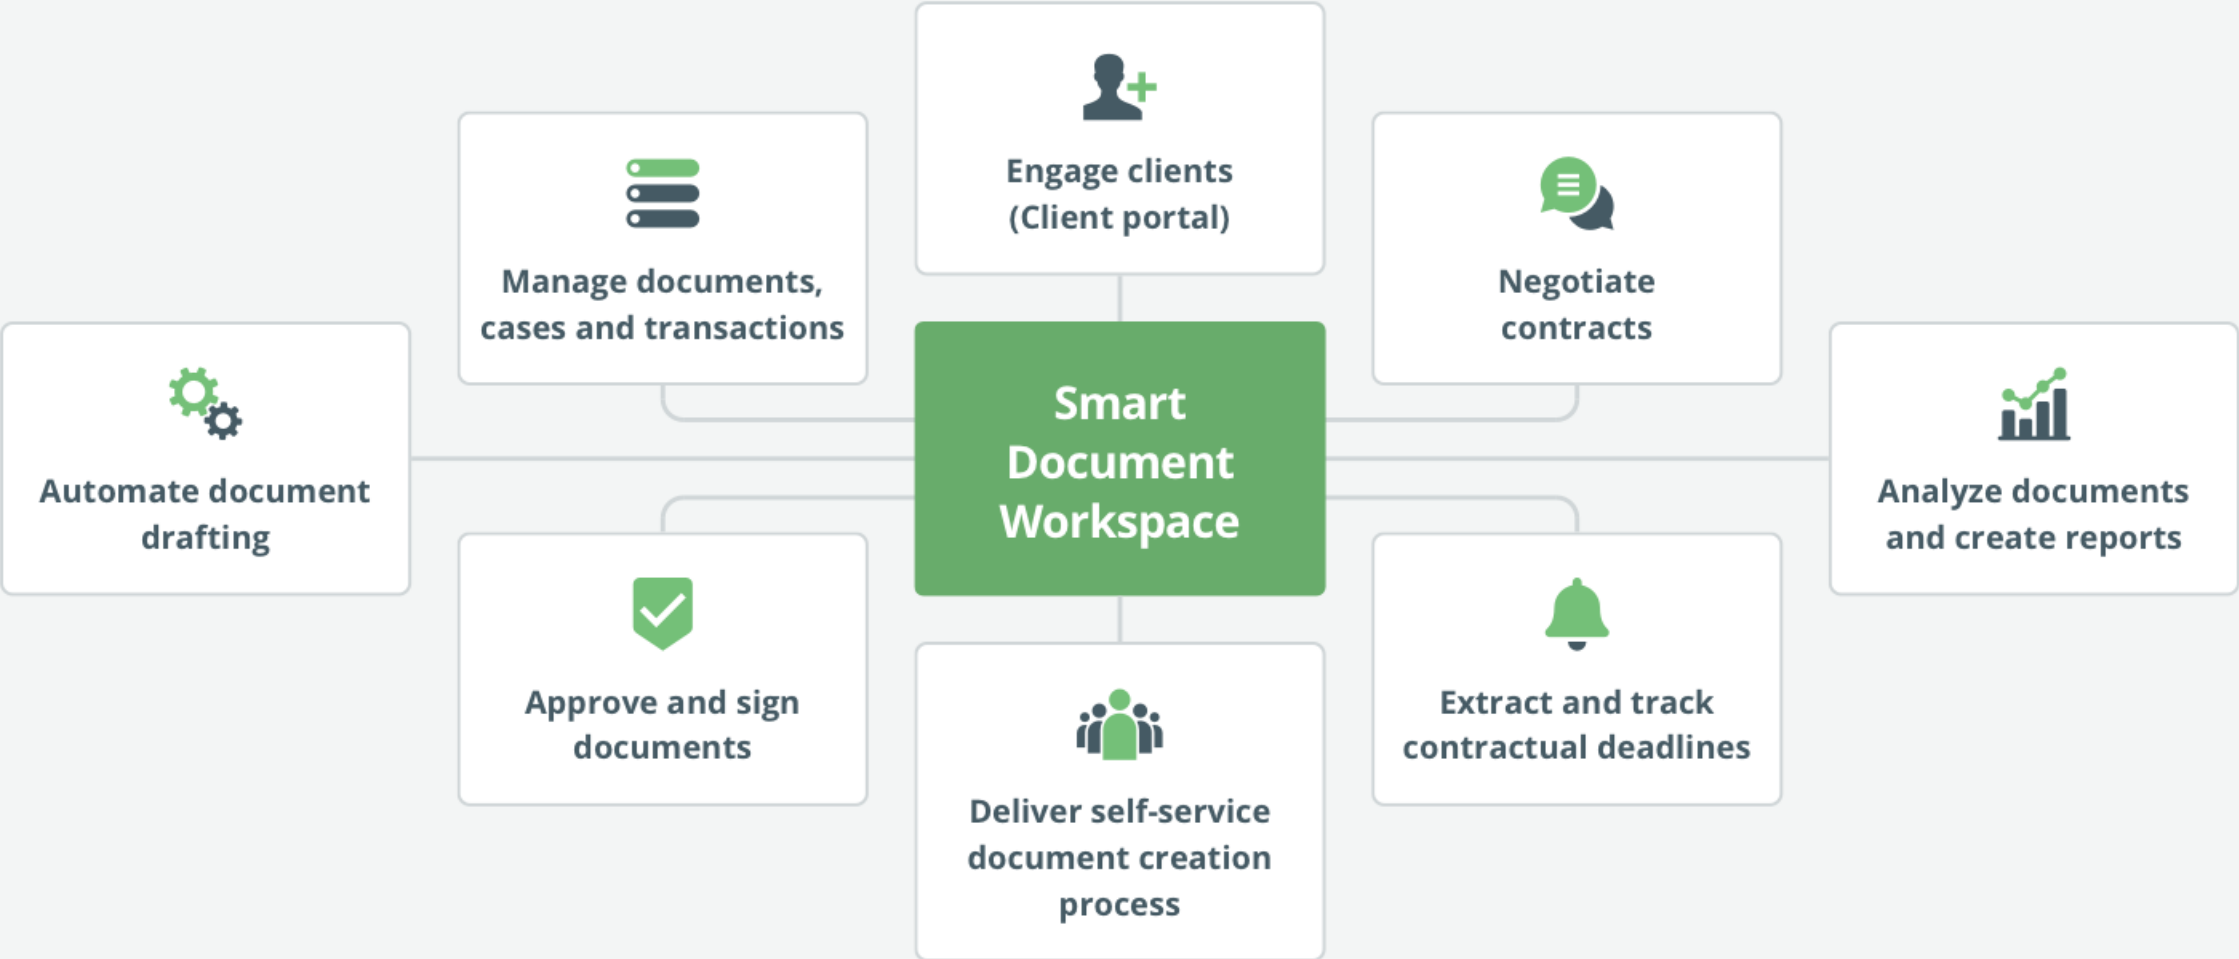 Engage clients
(Client portal)
Manage documents,
cases and transactions
Negotiate
contracts
Automate document
drafting
Smart
Document
Workspace
Analyze documents
and create reports
Approve and sign
documents
Extract and track
contractual deadlines
Deliver self-service
document creation
process